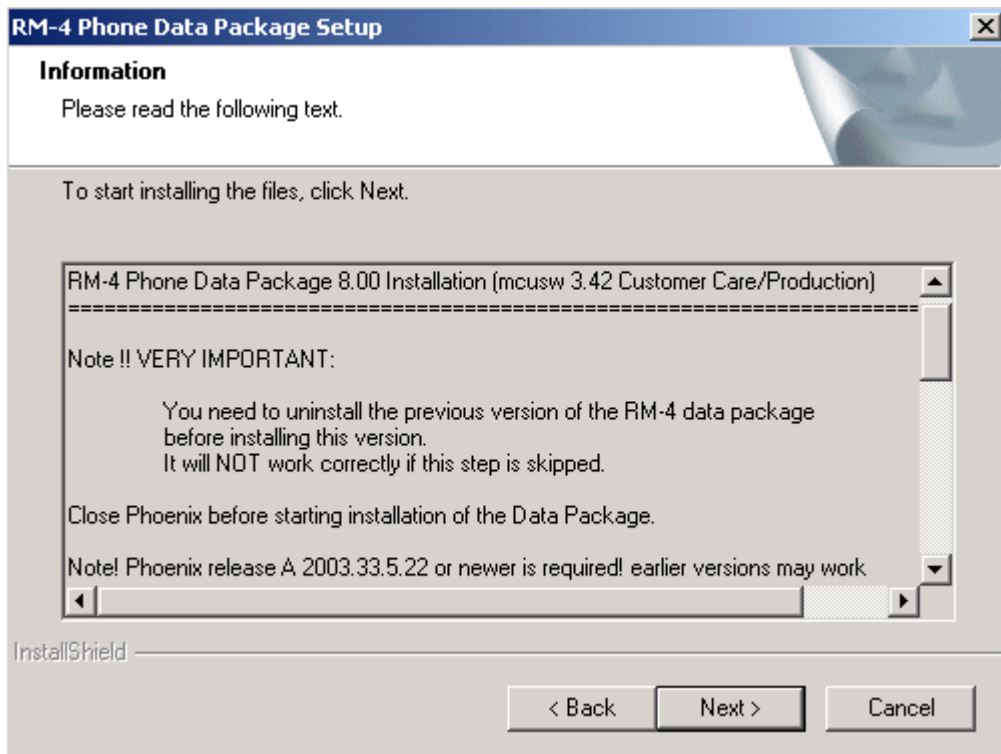 RM-4 Phone Data Package Setup
Information
Please read the following text.
To start installing the files, click Next.
RM-4 Phone Data Package 8.00 Installation (mcusw 3.42 Customer Care/Production)
=======================================================================
Note !! VERY IMPORTANT:
You need to uninstall the previous version of the RM-4 data package
before installing this version.
It will NOT work correctly if this step is skipped.
Close Phoenix before starting installation of the Data Package.
Note! Phoenix release A 2003.33.5.22 or newer is required! earlier versions may work
InstallShield
< Back
Next >
Cancel